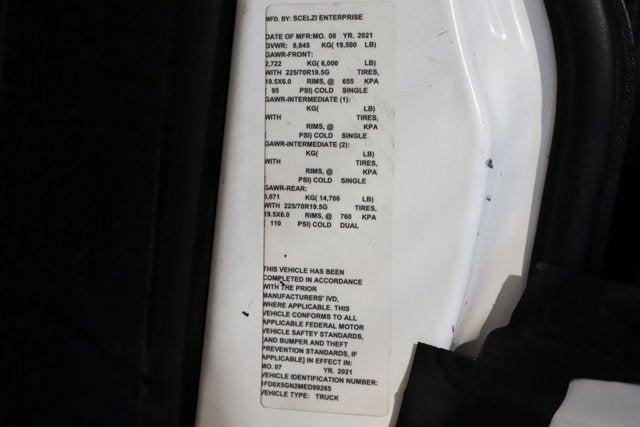 MFD. BY: SCELZI ENTERPRISE
DATE OF MFR:MO. 08 YR. 2021
GVWR: 8,845 KG( 19,500 LB)
GAWR-FRONT:
2,722 KG( 6,000 LB)
WITH 225/70R19.5G TIRES,
19.5X6.0 RIMS, @ 655 KPA
( 95 PSI) COLD SINGLE
GAWR-INTERMEDIATE (1):
KG( LB)
WITH TIRES,
RIMS, @ KPA
( PSI) COLD SINGLE
GAWR-INTERMEDIATE (2):
KG( LB)
WITH TIRES,
RIMS, @ KPA
( PSI) COLD SINGLE
GAWR-REAR:
6,671 KG( 14,706 LB)
WITH 225/70R19.5G TIRES,
19.5X6.0 RIMS, @ 760 KPA
( 110 PSI) COLD DUAL
THIS VEHICLE HAS BEEN
COMPLETED IN ACCORDANCE
WITH THE PRIOR
MANUFACTURERS' IVD,
WHERE APPLICABLE. THIS
VEHICLE CONFORMS TO ALL
APPLICABLE FEDERAL MOTOR
VEHICLE SAFTEY STANDARDS,
[AND BUMPER AND THEFT
PREVENTION STANDARDS, IF
APPLICABLE] IN EFFECT IN:
MO. 07 YR. 2021
VEHICLE IDENTIFICATION NUMBER:
1FD0X5GN2MED99265
VEHICLE TYPE: TRUCK